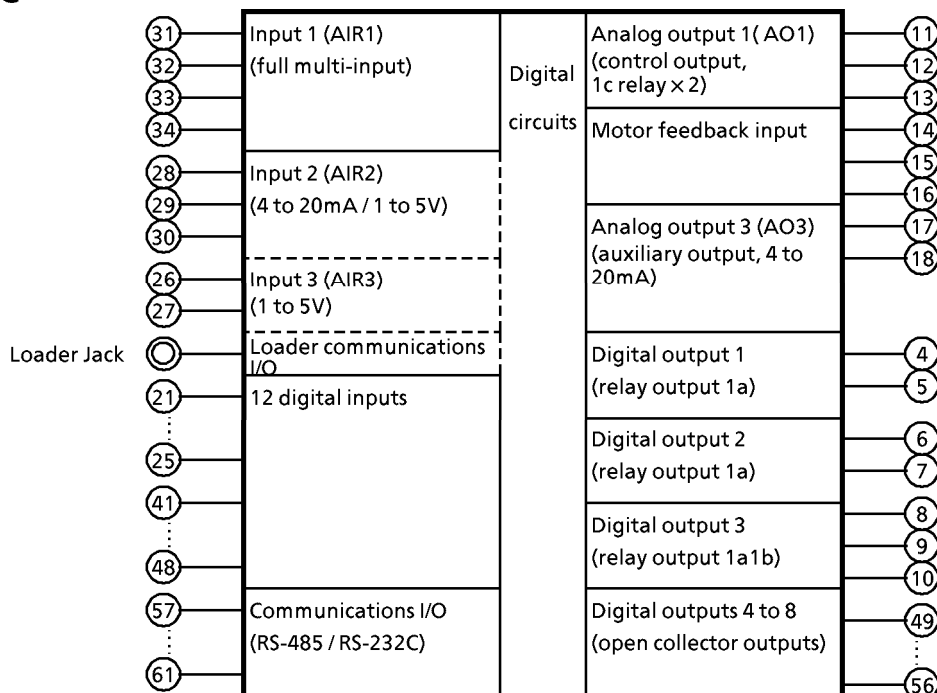 31
Input 1 (AIR1)
32
(full multi-input)
33
34
28
Input 2 (AIR2)
29
(4 to 20mA / 1 to 5V)
30
26
Input 3 (AIR3)
27
(1 to 5V)
Loader Jack
Loader communications
I/O
21
12 digital inputs
25
41
48
57
Communications I/O
(RS-485 / RS-232C)
61
Digital
circuits
Analog output 1( AO1)
11
(control output,
12
1c relay × 2)
13
Motor feedback input
14
15
16
Analog output 3 (AO3)
17
(auxiliary output, 4 to
18
20mA)
Digital output 1
4
(relay output 1a)
5
Digital output 2
6
(relay output 1a)
7
Digital output 3
8
(relay output 1a1b)
9
10
Digital outputs 4 to 8
49
(open collector outputs)
56